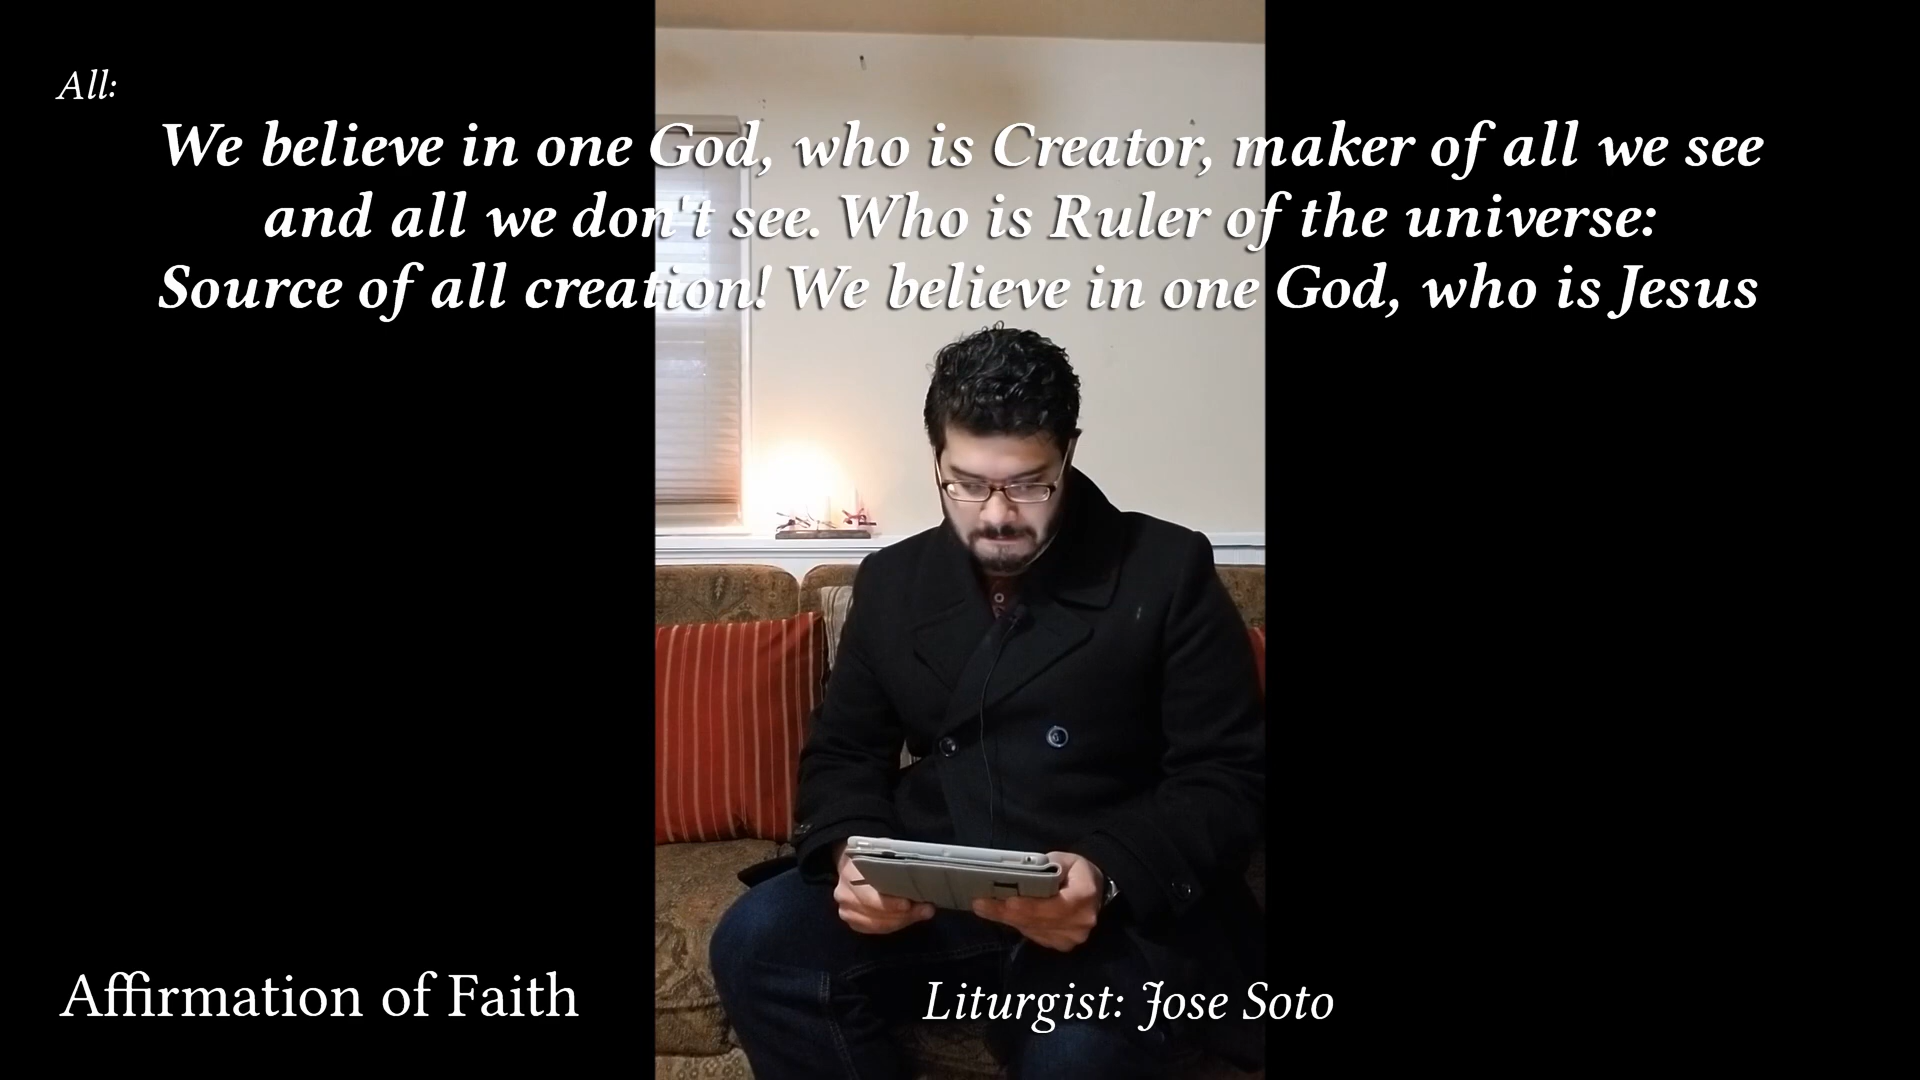 All:
We believe in one God, who is Creator, maker of all we see
and all we don't see. Who is Ruler of the universe:
Source of all creation! We believe in one God, who is Jesus
Affirmation of Faith
Liturgist: Jose Soto